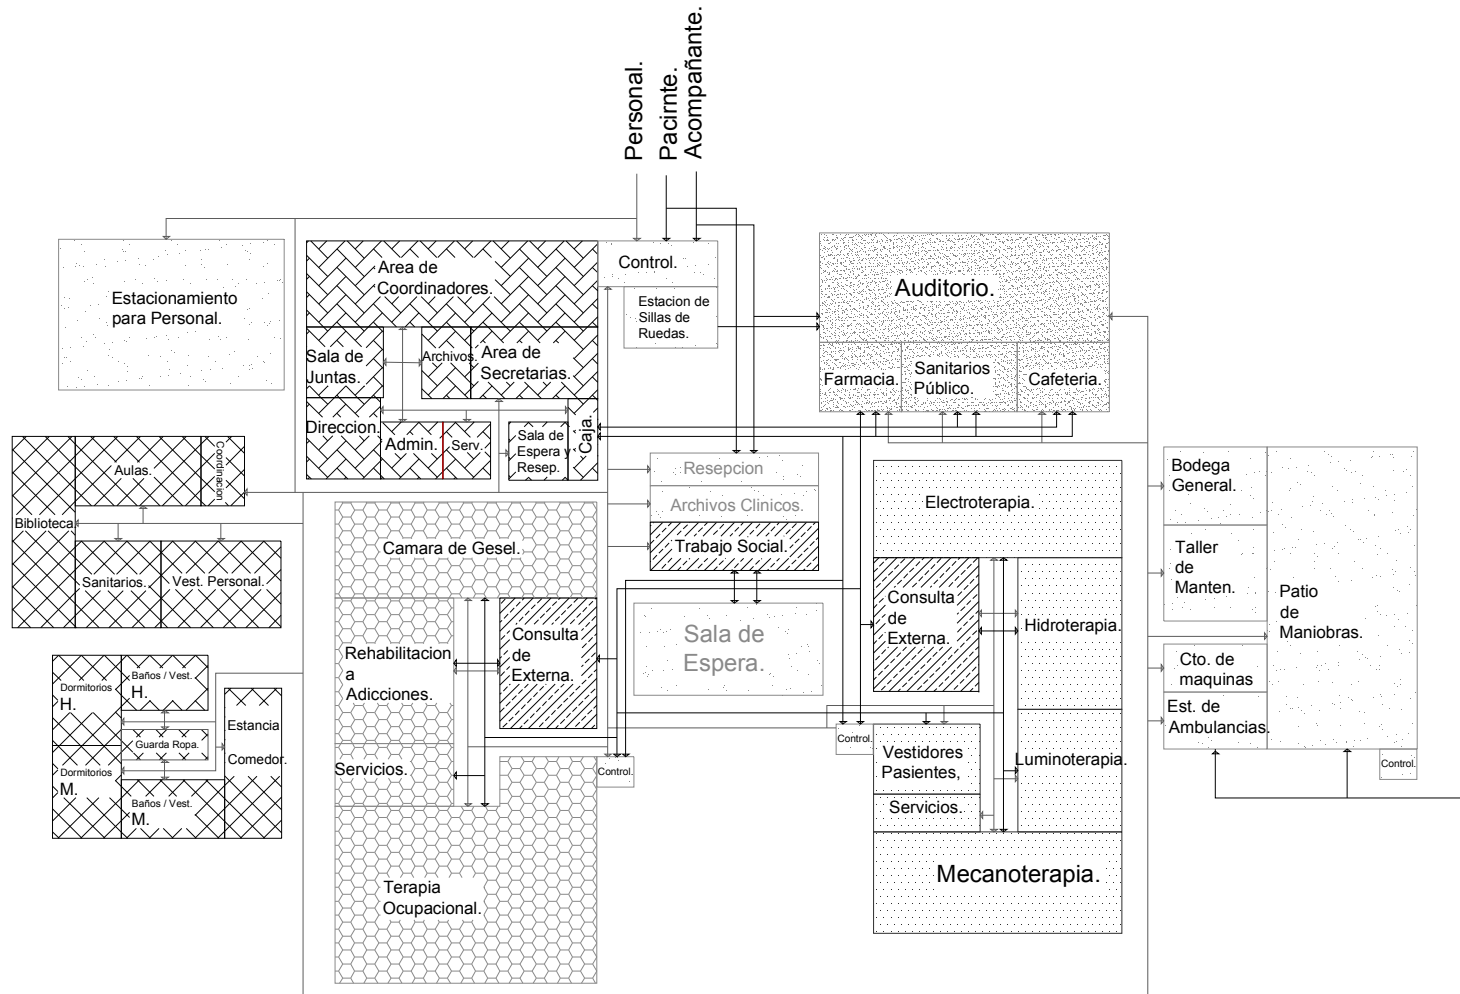 Personal.
Pacirnte.
Acompañante.
Estacionamiento
para Personal.
Area de
Coordinadores.
Control.
Estacion de
Sillas de
Ruedas.
Sala de
Juntas.
Archivos.
Area de
Secretarias.
Direccion.
Admin.
Serv.
Sala de
Espera y
Resep.
Caja.
Auditorio.
Farmacia.
Sanitarios
Público.
Cafeteria.
Aulas.
Coordinacion
Biblioteca
Sanitarios.
Vest. Personal.
Dormitorios
H.
Baños / Vest.
H.
Guarda Ropa.
Dormitorios
M.
Baños / Vest.
M.
Estancia
Comedor.
Camara de Gesel.
Rehabilitacion
a
Adicciones.
Consulta
de
Externa.
Servicios.
Terapia
Ocupacional.
Control.
Resepcion
Archivos Clinicos.
Trabajo Social.
Sala de
Espera.
Electroterapia.
Consulta
de
Externa.
Hidroterapia.
Control.
Vestidores
Pasientes,
Servicios.
Luminoterapia.
Mecanoterapia.
Bodega
General.
Taller
de
Manten.
Cto. de
maquinas
Est. de
Ambulancias.
Patio
de
Maniobras.
Control.